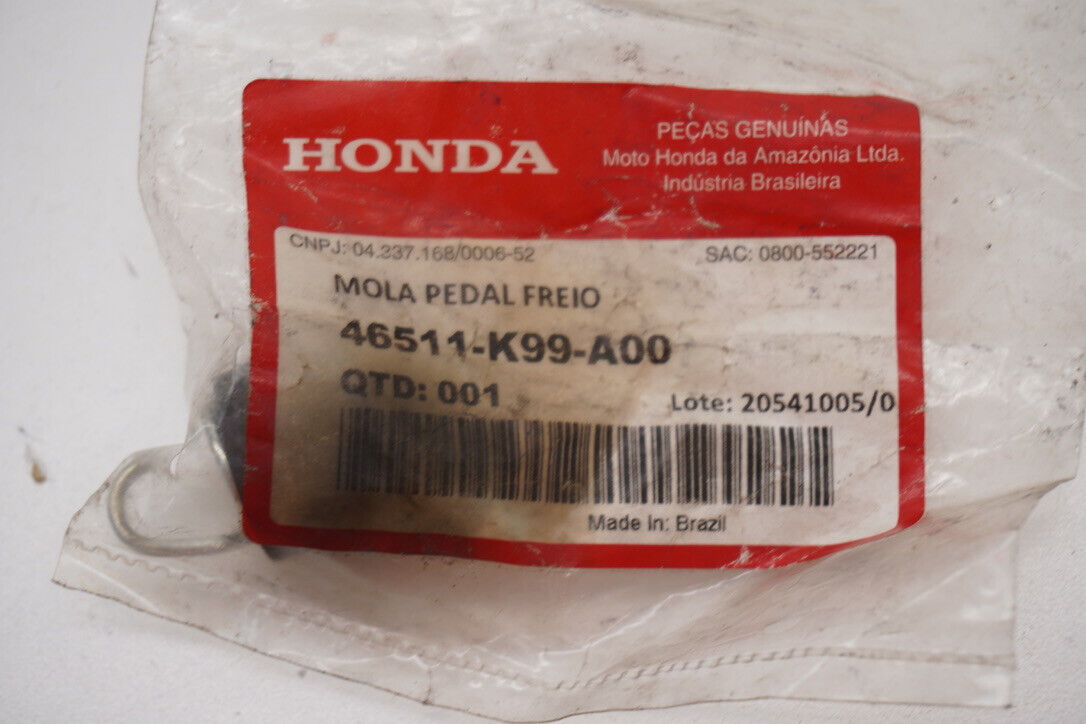 HONDA
PEÇAS GENUÍNAS
Moto Honda da Amazônia Ltda.
Indústria Brasileira
CNPJ: 04.337.168/0006-52
SAC: 0800-552221
MOLA PEDAL FREIO
46511-K99-A00
QTD: 001
Lote: 20541005/0
Made In: Brazil